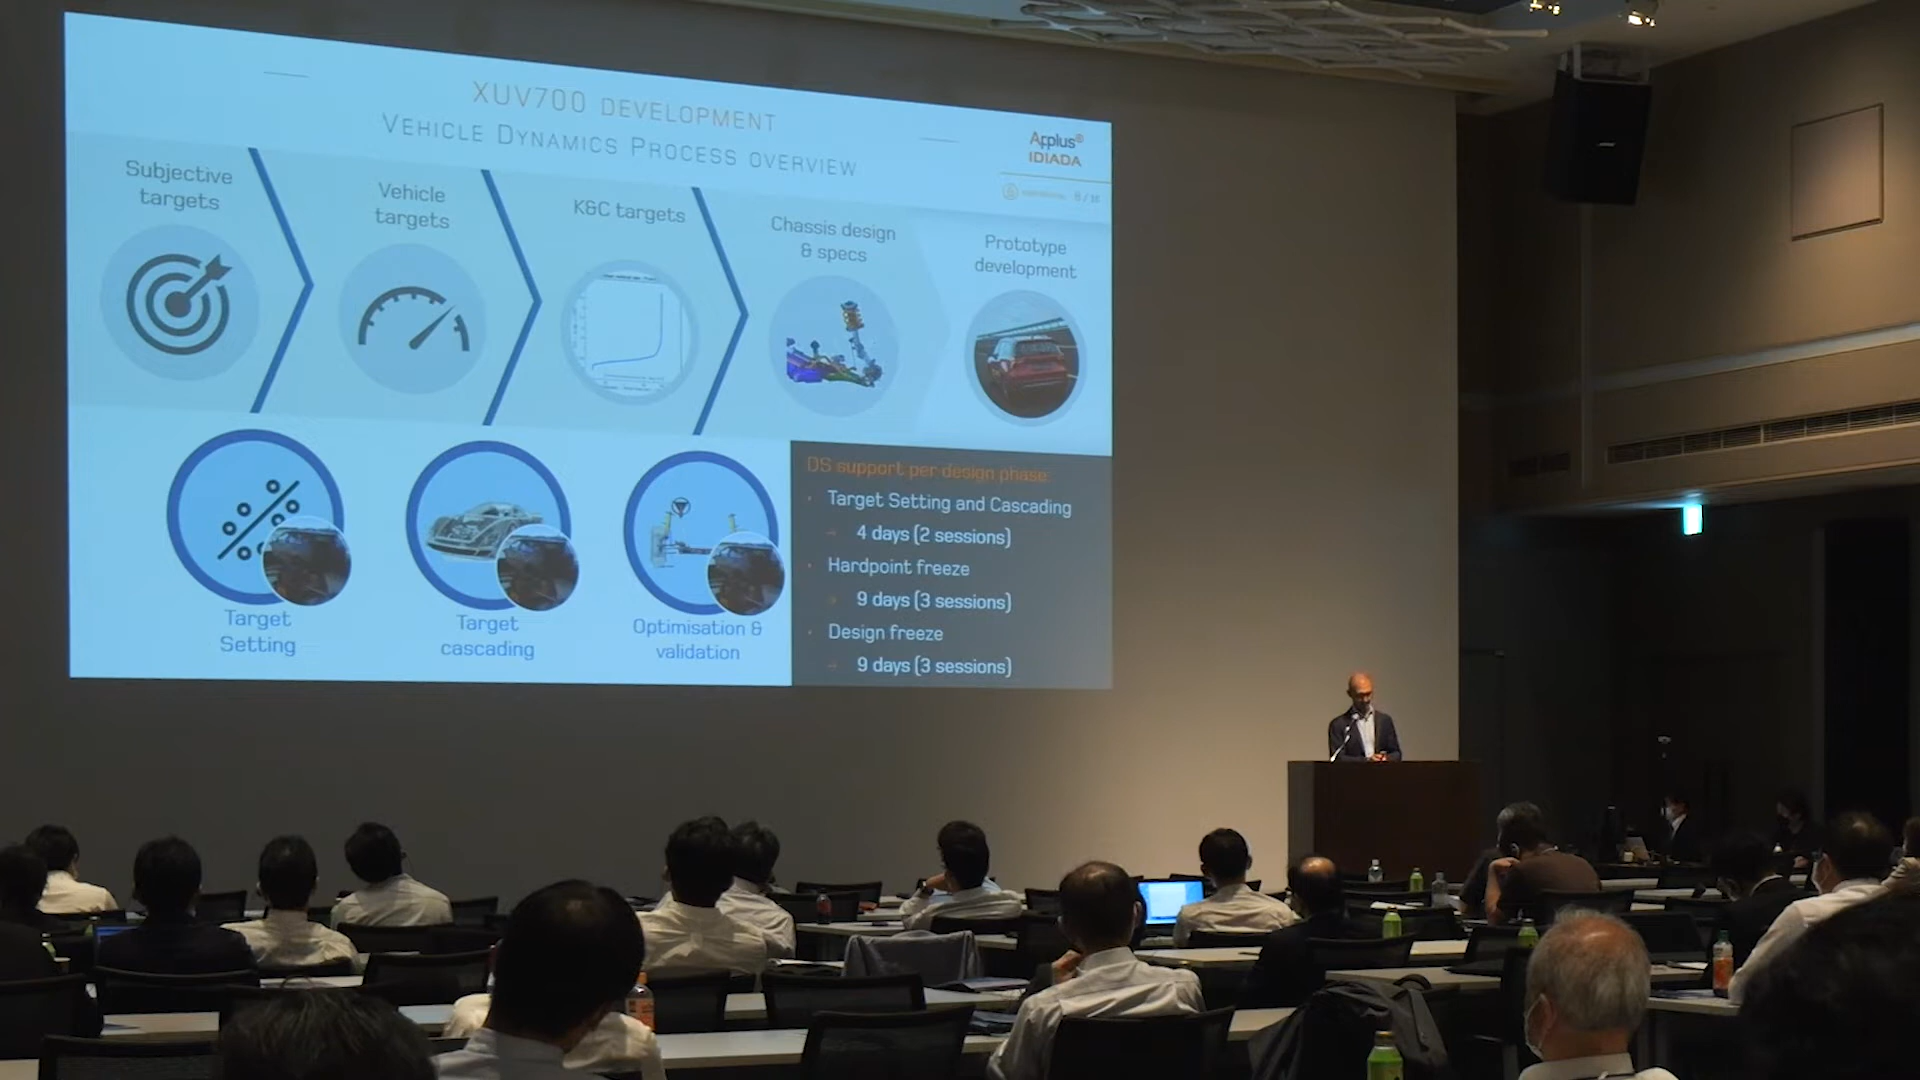 XUV700 DEVELOPMENT
VEHICLE DYNAMICS PROCESS OVERVIEW
Applus®
IDIADA
Subjective
targets
Vehicle
targets
K&C targets
Chassis design
& specs
Prototype
development
Target
Setting
Target
cascading
Optimisation &
validation
DS support per design phase:
Target Setting and Cascading
4 days (2 sessions)
Hardpoint freeze
9 days (3 sessions)
Design freeze
9 days (3 sessions)